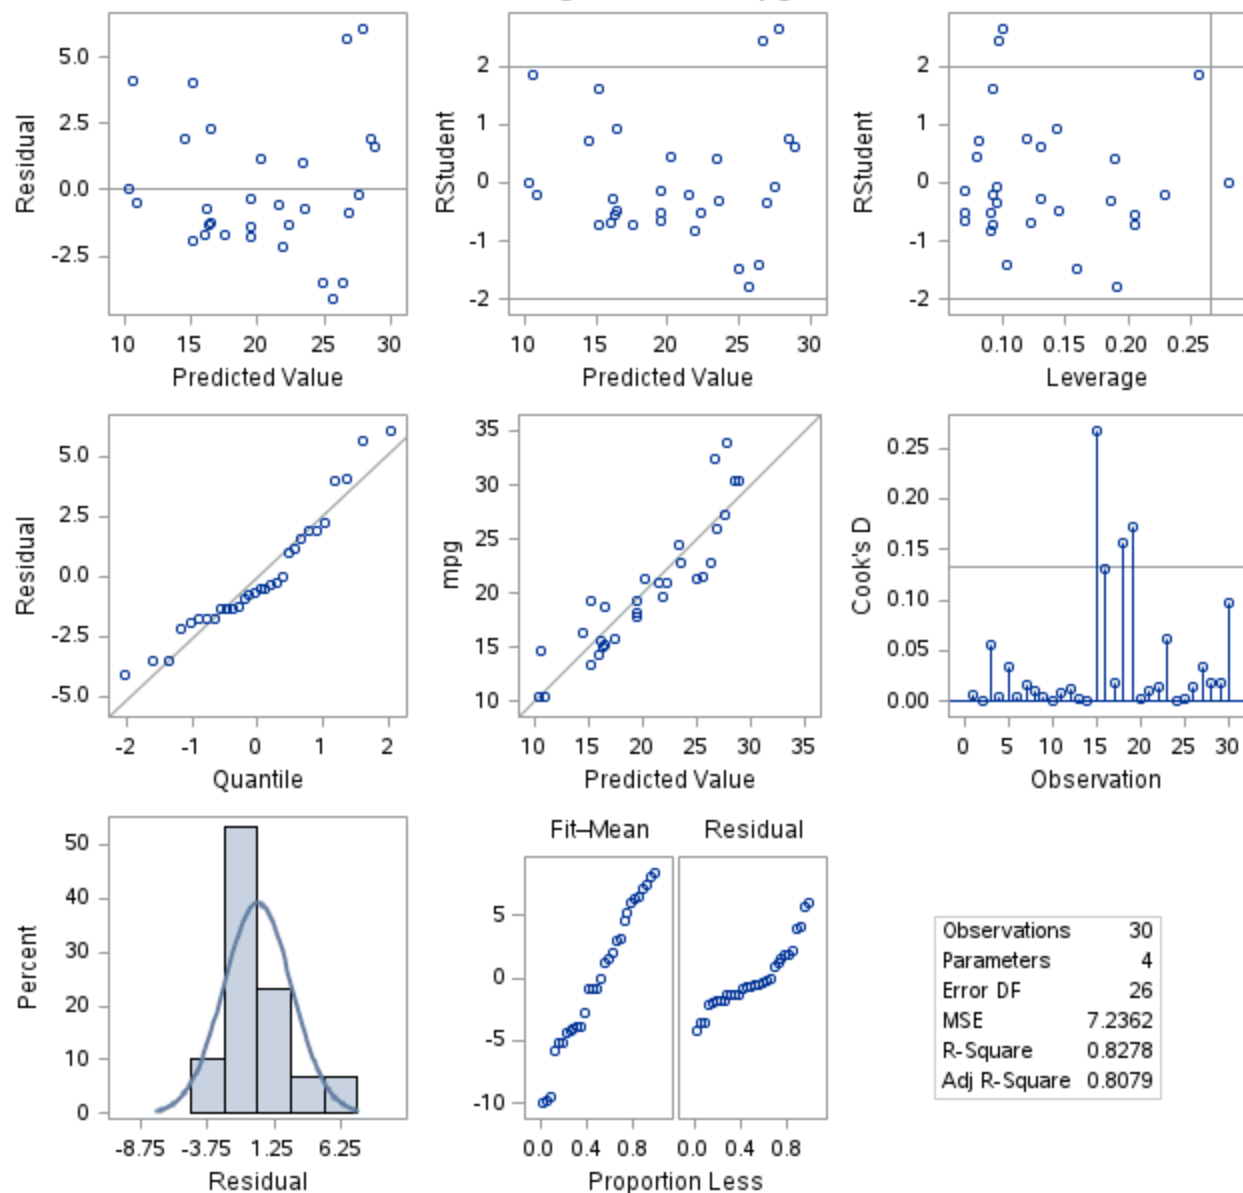 Residual
5.0
2.5
0.0
-2.5
10 15 20 25 30
Predicted Value
RStudent
2
1
0
-1
-2
10 15 20 25 30
Predicted Value
RStudent
2
1
0
-1
-2
0.10 0.15 0.20 0.25
Leverage
Residual
5.0
2.5
0.0
-2.5
-5.0
-2 -1 0 1 2
Quantile
mpg
35
30
25
20
15
10
10 15 20 25 30 35
Predicted Value
Cook's D
0.25
0.20
0.15
0.10
0.05
0.00
0 5 10 15 20 25 30
Observation
Percent
50
40
30
20
10
0
-8.75 -3.75 1.25 6.25
Residual
Fit–Mean Residual
5
0
-5
-10
0.0 0.4 0.8 0.0 0.4 0.8
Proportion Less
Observations 30
Parameters 4
Error DF 26
MSE 7.2362
R-Square 0.8278
Adj R-Square 0.8079